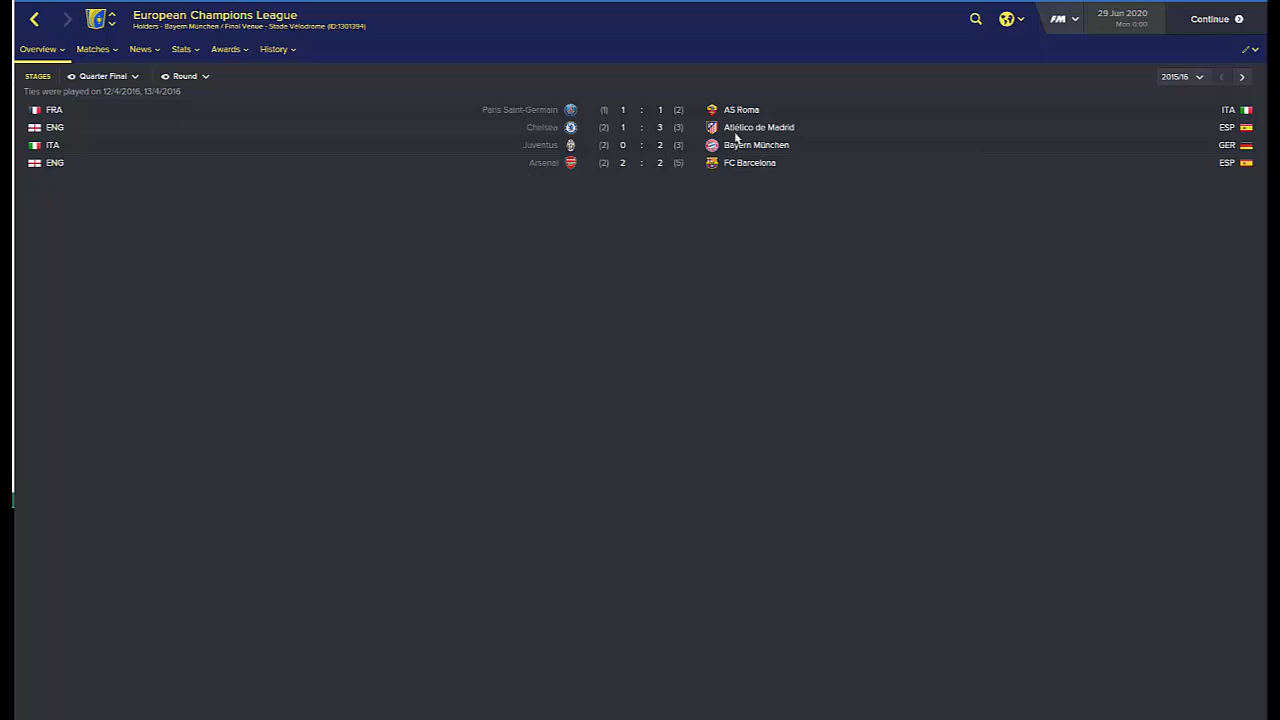 European Champions League
Holders - Bayern München / Final Venue - Stade Vélodrome (ID:1301394)
FM
29 Jun 2020
Mon 0:00
Continue
Overview Matches News Stats Awards History
STAGES Quarter Final Round 2015/16
Ties were played on 12/4/2016, 13/4/2016
FRA Paris Saint-Germain (1) 1 : 1 (2) AS Roma ITA
ENG Chelsea (2) 1 : 3 (3) Atlético de Madrid ESP
ITA Juventus (2) 0 : 2 (3) Bayern München GER
ENG Arsenal (2) 2 : 2 (5) FC Barcelona ESP